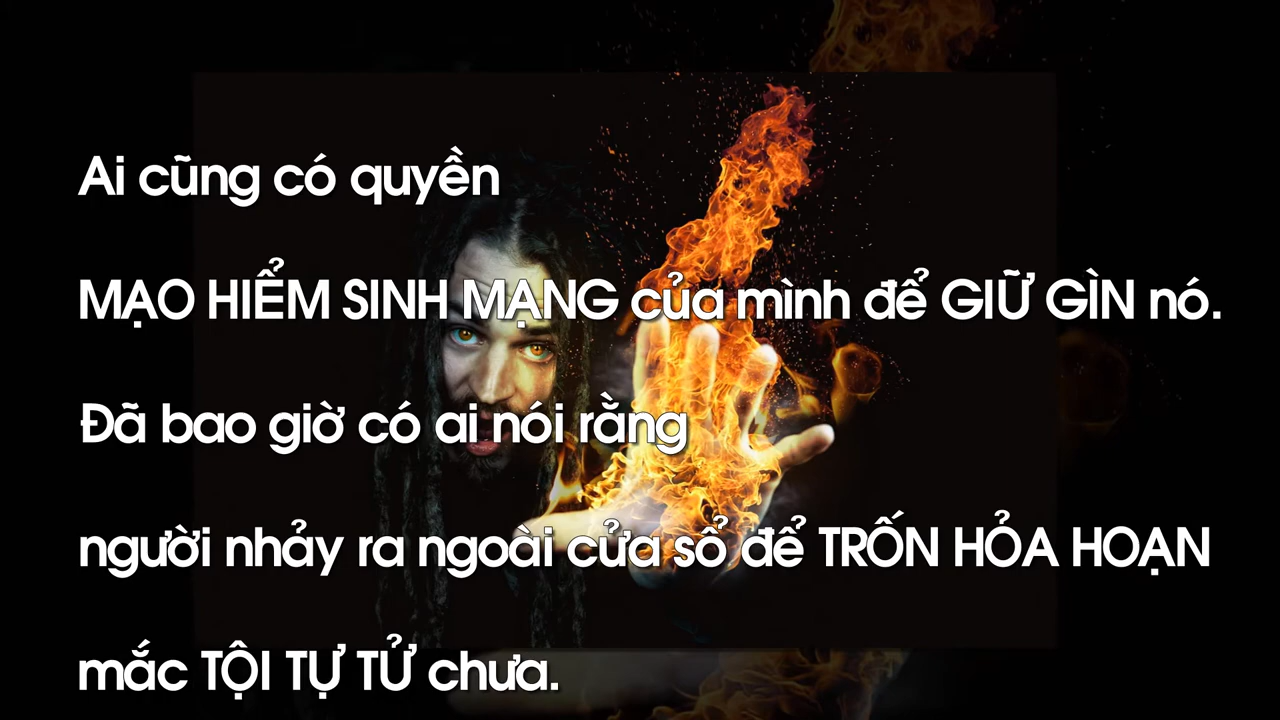 Ai cũng có quyền
MẠO HIỂM SINH MẠNG của mình để GIỮ GÌN nó.
Đã bao giờ có ai nói rằng
người nhảy ra ngoài cửa sổ để TRỐN HỎA HOẠN
mắc TỘI TỰ TỬ chưa.